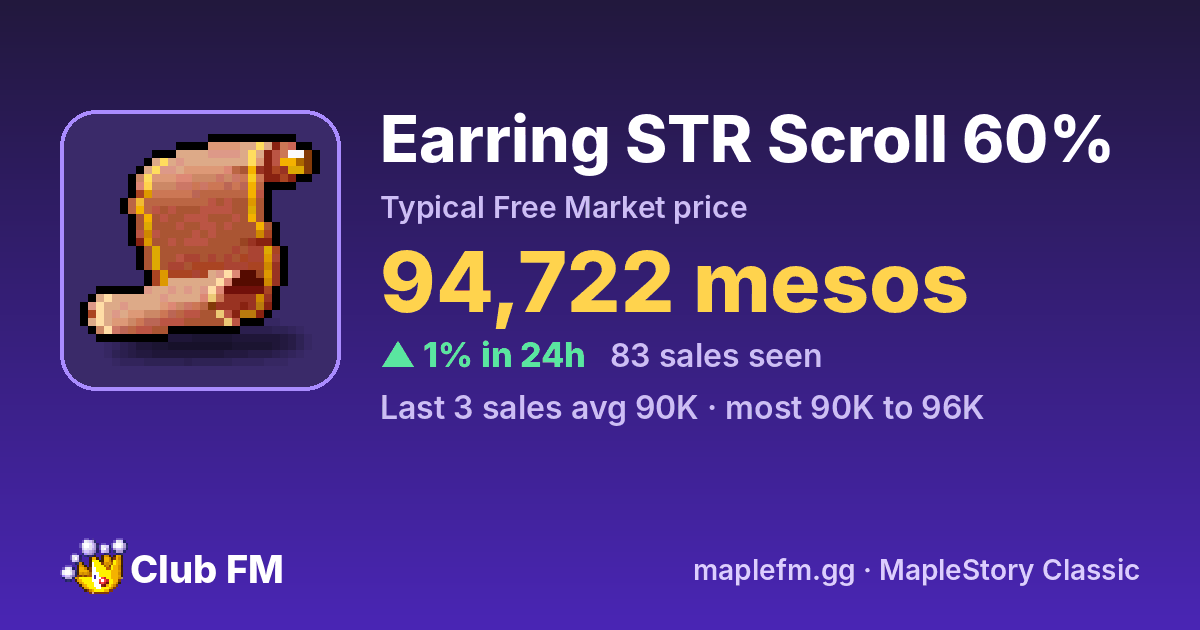 Earring STR Scroll 60%
Typical Free Market price
94,722 mesos
▲ 1% in 24h 83 sales seen
Last 3 sales avg 90K · most 90K to 96K
Club FM
maplefm.gg · MapleStory Classic